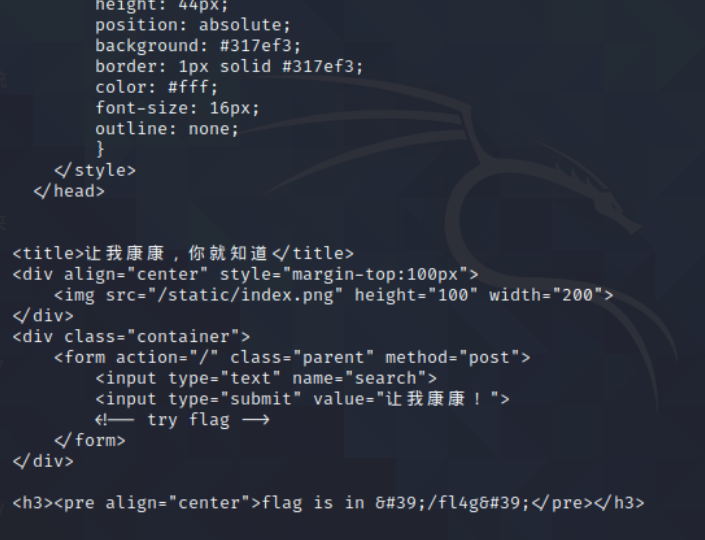 height: 44px;
position: absolute;
background: #317ef3;
border: 1px solid #317ef3;
color: #fff;
font-size: 16px;
outline: none;
}
</style>
</head>
<title>让我康康，你就知道</title>
<div align="center" style="margin-top:100px">
<img src="/static/index.png" height="100" width="200">
</div>
<div class="container">
<form action="/" class="parent" method="post">
<input type="text" name="search">
<input type="submit" value="让我康康！">
<!-- try flag -->
</form>
</div>
<h3><pre align="center">flag is in &#39;/fl4g&#39;</pre></h3>